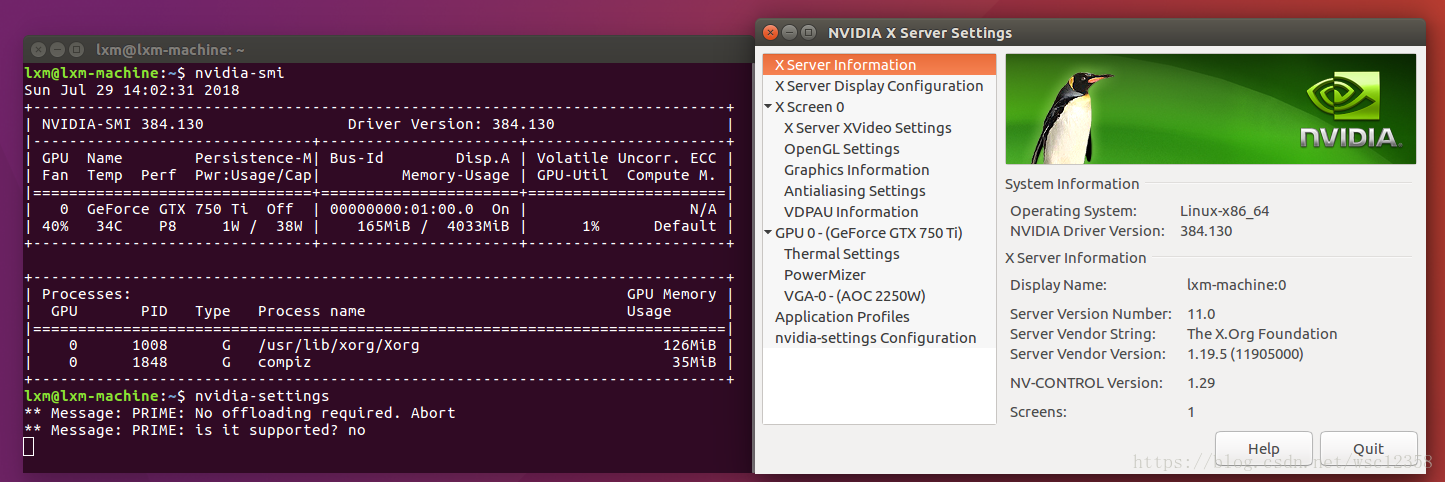 lxm@lxm-machine: ~
lxm@lxm-machine:~$ nvidia-smi
Sun Jul 29 14:02:31 2018
+-----------------------------------------------------------------------------+
| NVIDIA-SMI 384.130                Driver Version: 384.130                   |
|-------------------------------+----------------------+----------------------+
| GPU  Name        Persistence-M| Bus-Id        Disp.A | Volatile Uncorr. ECC |
| Fan  Temp  Perf  Pwr:Usage/Cap|         Memory-Usage | GPU-Util  Compute M. |
|===============================+======================+======================|
|   0  GeForce GTX 750 Ti  Off  | 00000000:01:00.0  On |                  N/A |
| 40%   34C    P8     1W /  38W |    165MiB /  4033MiB |      1%      Default |
+-------------------------------+----------------------+----------------------+
+-----------------------------------------------------------------------------+
| Processes:                                                       GPU Memory |
|  GPU       PID   Type   Process name                             Usage      |
|=============================================================================|
|    0      1008      G   /usr/lib/xorg/Xorg                           126MiB |
|    0      1848      G   compiz                                        35MiB |
+-----------------------------------------------------------------------------+
lxm@lxm-machine:~$ nvidia-settings
** Message: PRIME: No offloading required. Abort
** Message: PRIME: is it supported? no
NVIDIA X Server Settings
X Server Information
X Server Display Configuration
X Screen 0
X Server XVideo Settings
OpenGL Settings
Graphics Information
Antialiasing Settings
VDPAU Information
GPU 0 - (GeForce GTX 750 Ti)
Thermal Settings
PowerMizer
VGA-0 - (AOC 2250W)
Application Profiles
nvidia-settings Configuration
NVIDIA
System Information
Operating System: Linux-x86_64
NVIDIA Driver Version: 384.130
X Server Information
Display Name: lxm-machine:0
Server Version Number: 11.0
Server Vendor String: The X.Org Foundation
Server Vendor Version: 1.19.5 (11905000)
NV-CONTROL Version: 1.29
Screens: 1
Help Quit
https://blog.csdn.net/wsc12358